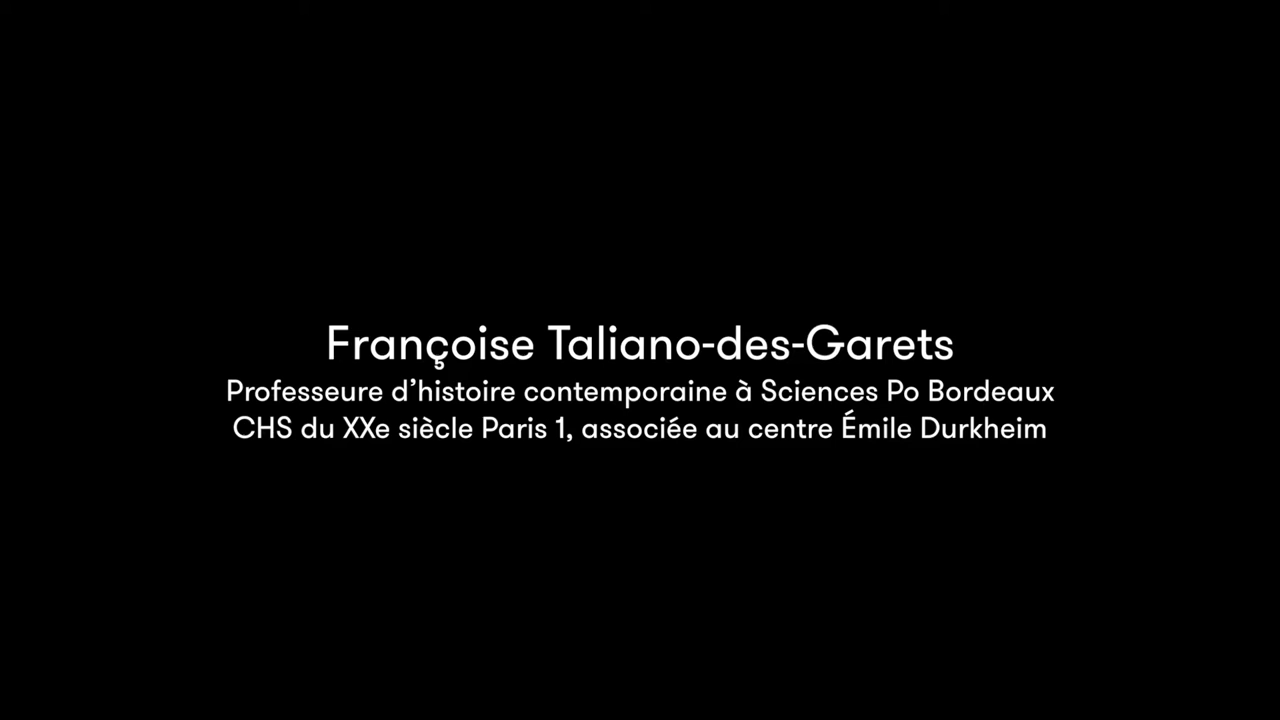 Françoise Taliano-des-Garets
Professeure d’histoire contemporaine à Sciences Po Bordeaux
CHS du XXe siècle Paris 1, associée au centre Émile Durkheim